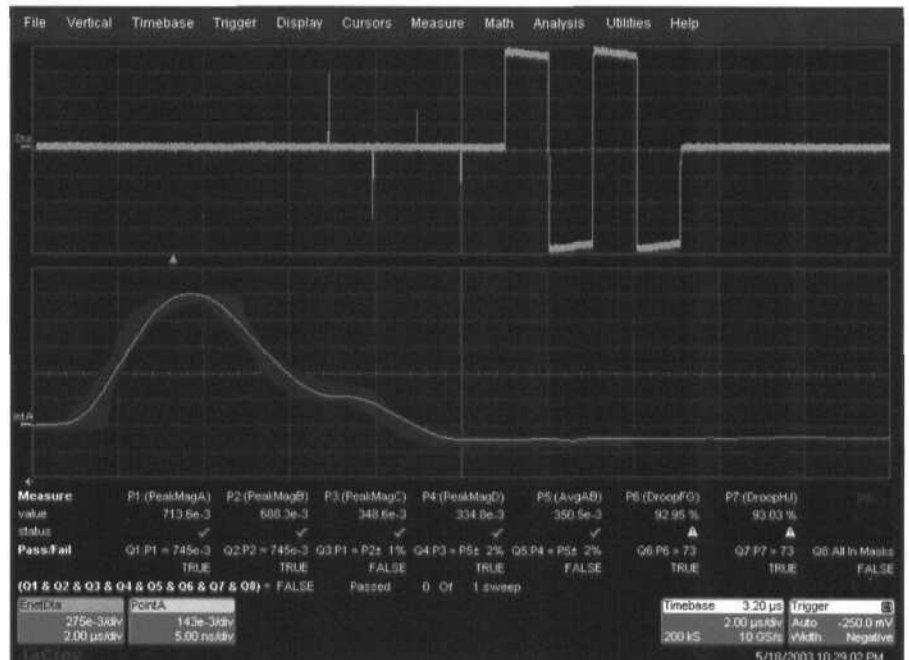 File Vertical Timebase Trigger Display Cursors Measure Math Analysis Utilities Help
Measure P1:(PeakMagA) P2:(PeakMagB) P3:(PeakMagC) P4:(PeakMagD) P5:(AvgAB) P6:(DroopFG) P7:(DroopHJ)
value 713.6e-3 688.3e-3 348.6e-3 334.8e-3 350.5e-3 92.95 % 93.03 %
status
Pass/Fail Q1:P1 = 745e-3 Q2:P2 = 745e-3 Q3:P1 = P2± 1% Q4:P3 = P5± 2% Q5:P4 = P5± 2% Q6:P6 > 73 Q7:P7 > 73 Q8:All In Masks
TRUE TRUE FALSE TRUE FALSE TRUE TRUE FALSE
(Q1 & Q2 & Q3 & Q4 & Q5 & Q6 & Q7 & Q8) = FALSE Passed 0 Of 1 sweep
EnetDta PointA Timebase 3.20 µs Trigger
275e-3/div 143e-3/div 2.00 µs/div Auto -250.0 mV
2.00 µs/div 5.00 ns/div 200 kS 10 GS/s Width Negative
LeCroy 5/18/2003 10:29:02 PM